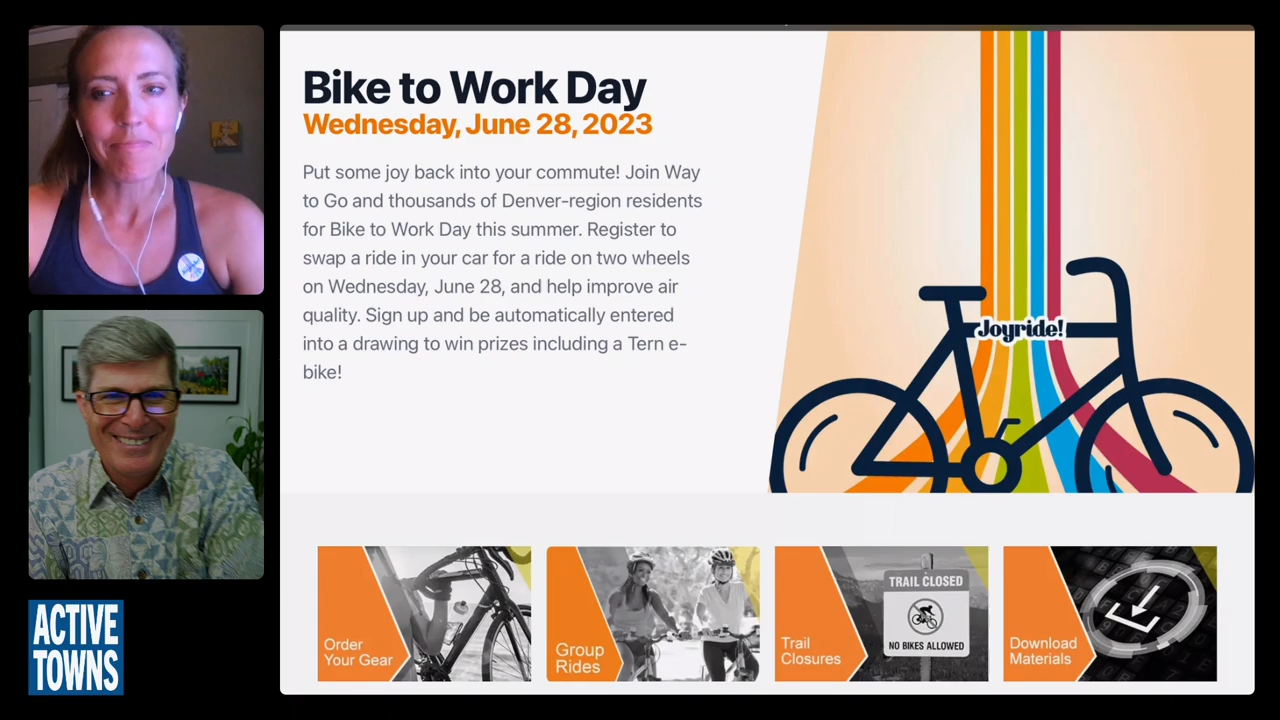 Bike to Work Day
Wednesday, June 28, 2023
Put some joy back into your commute! Join Way
to Go and thousands of Denver-region residents
for Bike to Work Day this summer. Register to
swap a ride in your car for a ride on two wheels
on Wednesday, June 28, and help improve air
quality. Sign up and be automatically entered
into a drawing to win prizes including a Tern e-
bike!
Joyride!
Order
Your Gear
Group
Rides
Trail
Closures
TRAIL CLOSED
NO BIKES ALLOWED
Download
Materials
ACTIVE
TOWNS